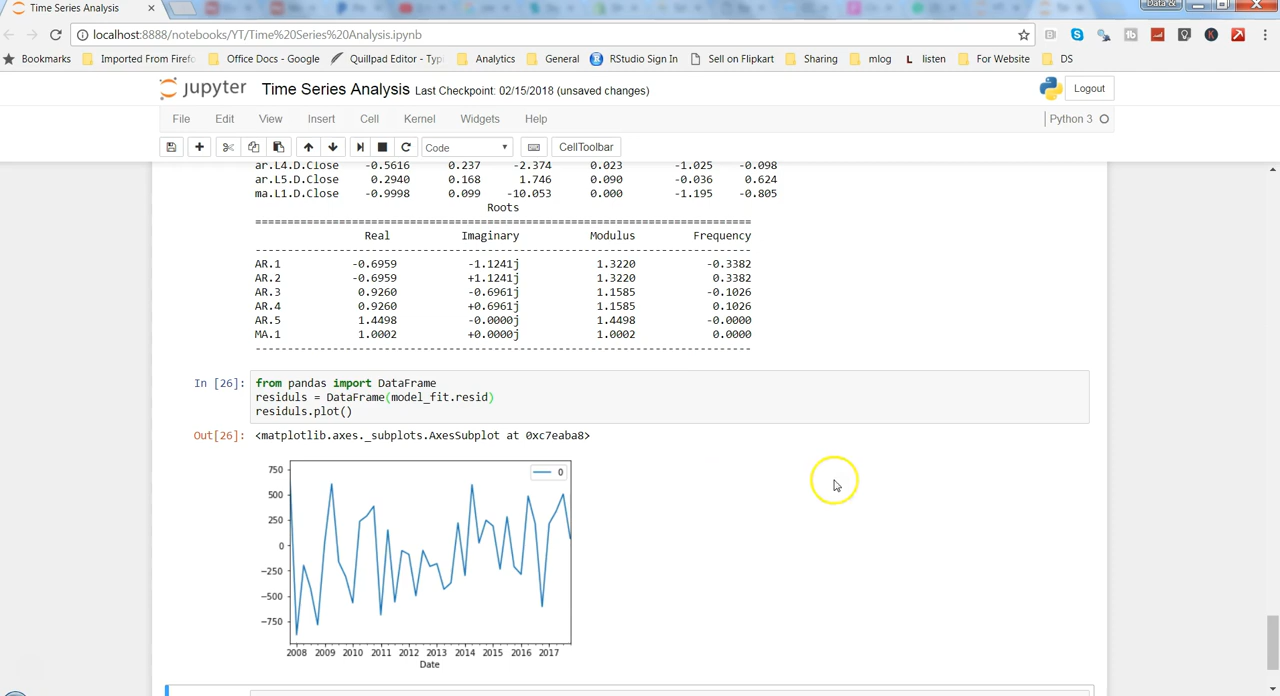 Time Series Analysis
Data &
localhost:8888/notebooks/YT/Time%20Series%20Analysis.ipynb
Bookmarks Imported From Firef Office Docs - Google Quillpad Editor - Typi Analytics General RStudio Sign In Sell on Flipkart Sharing mlog listen For Website DS
jupyter Time Series Analysis Last Checkpoint: 02/15/2018 (unsaved changes) Logout
File Edit View Insert Cell Kernel Widgets Help Python 3
Code CellToolbar
ar.L4.D.Close -0.5616 0.237 -2.374 0.023 -1.025 -0.098
ar.L5.D.Close 0.2940 0.168 1.746 0.090 -0.036 0.624
ma.L1.D.Close -0.9998 0.099 -10.053 0.000 -1.195 -0.805
Roots
=============================================================================
Real Imaginary Modulus Frequency
-----------------------------------------------------------------------------
AR.1 -0.6959 -1.1241j 1.3220 -0.3382
AR.2 -0.6959 +1.1241j 1.3220 0.3382
AR.3 0.9260 -0.6961j 1.1585 -0.1026
AR.4 0.9260 +0.6961j 1.1585 0.1026
AR.5 1.4498 -0.0000j 1.4498 -0.0000
MA.1 1.0002 +0.0000j 1.0002 0.0000
-----------------------------------------------------------------------------
In [26]: from pandas import DataFrame
residuls = DataFrame(model_fit.resid)
residuls.plot()
Out[26]: <matplotlib.axes._subplots.AxesSubplot at 0xc7eaba8>
750
0
500
250
0
−250
−500
−750
2008 2009 2010 2011 2012 2013 2014 2015 2016 2017
Date